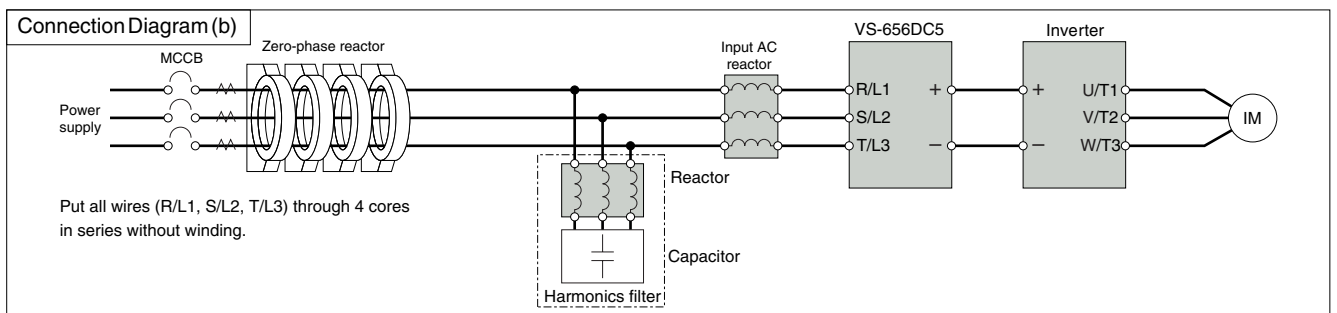 Connection Diagram (b)
MCCB
Zero-phase reactor
Power
supply
Input AC
reactor
VS-656DC5
Inverter
R/L1
S/L2
T/L3
+
−
+
−
U/T1
V/T2
W/T3
IM
Put all wires (R/L1, S/L2, T/L3) through 4 cores
in series without winding.
Reactor
Capacitor
Harmonics filter